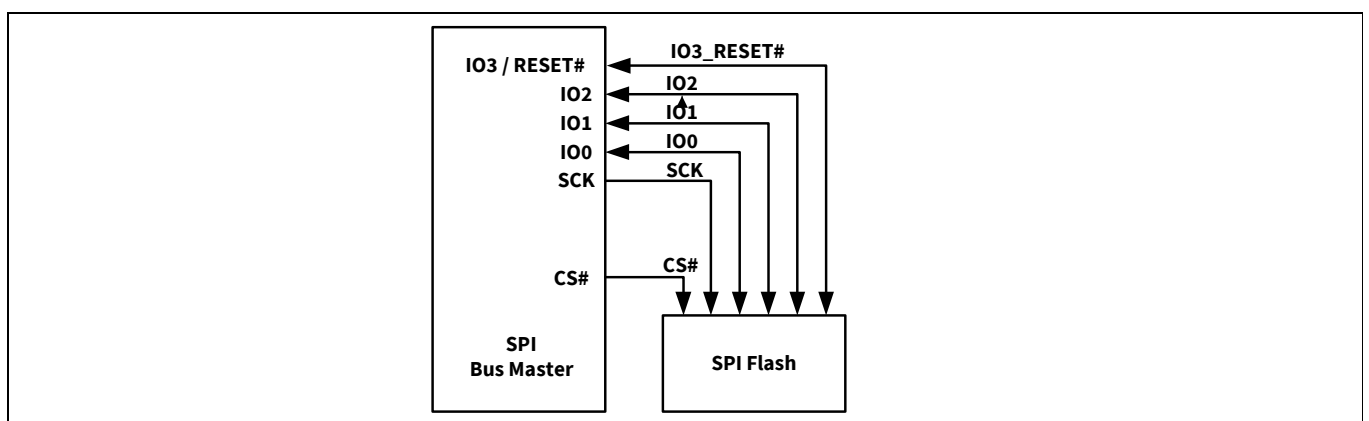 IO3 / RESET# IO3_RESET#
IO2 IO2
IO1 IO1
IO0 IO0
SCK SCK
CS# CS#
SPI
Bus Master
SPI Flash